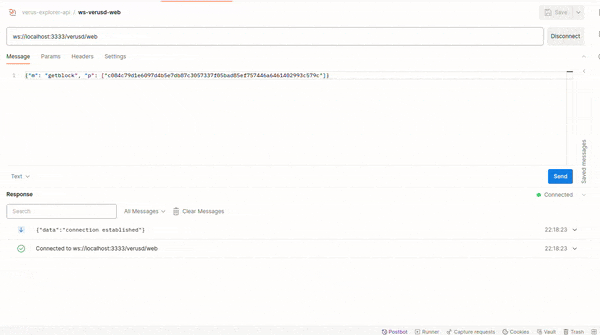 verus-explorer-api / ws-verusd-web
Save
ws://localhost:3333/verusd/web
Disconnect
Message Params Headers Settings
1 {"m": "getblock", "p": ["c084c79d1e6097d4b5e7db87c3057337f05bad85ef757446a6461402993c579c"]}
Saved messages
Text
Send
Response
Connected
Search
All Messages
Clear Messages
{"data":"connection established"}
22:18:23
Connected to ws://localhost:3333/verusd/web
22:18:23
Postbot Runner Capture requests Cookies Vault Trash